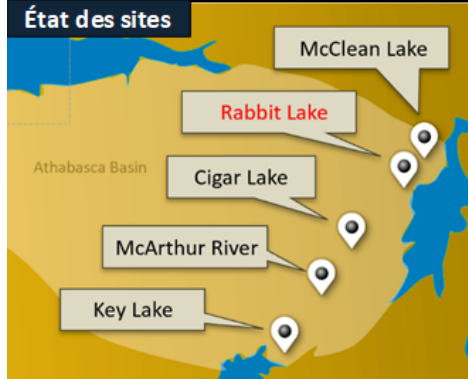 État des sites
McClean Lake
Rabbit Lake
Athabasca Basin
Cigar Lake
McArthur River
Key Lake